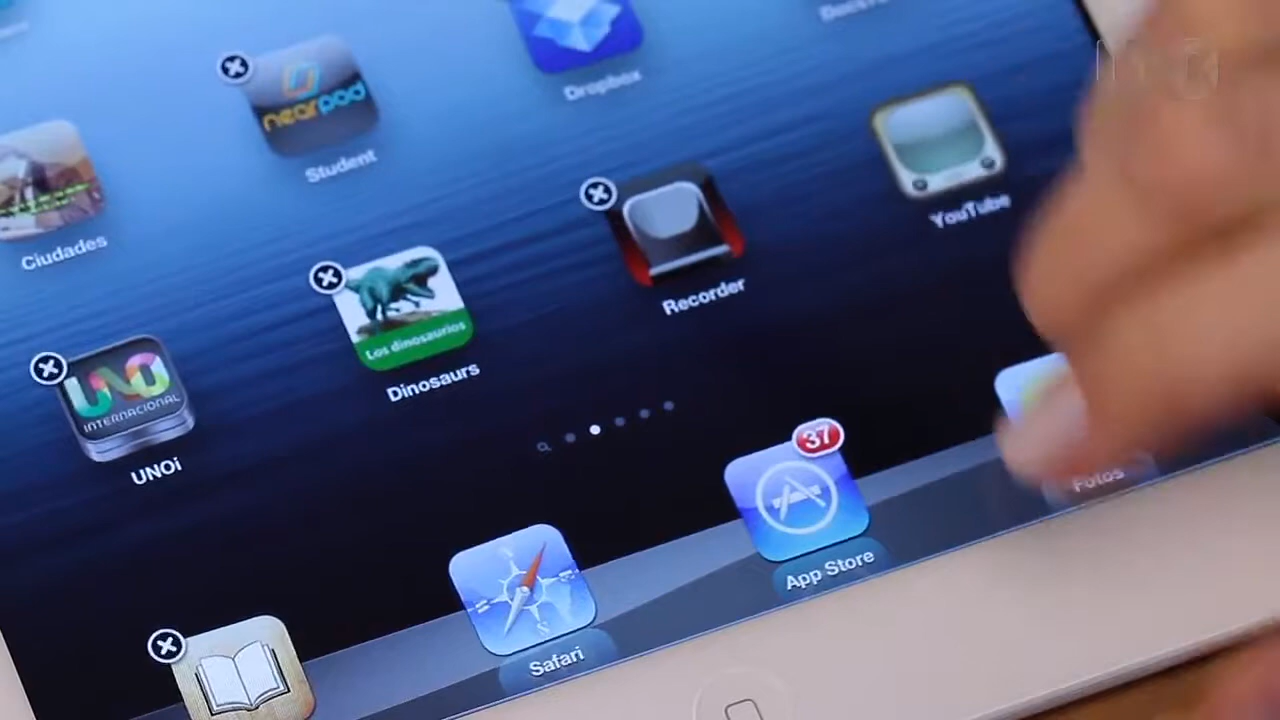 Dropbox
nearpod
Student
YouTube
Ciudades
Recorder
Los dinosaurios
Dinosaurs
UNO
INTERNACIONAL
UNOi
37
Fotos
App Store
Safari